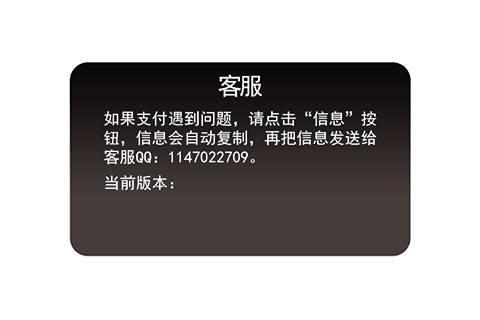 客服
如果支付遇到问题，请点击“信息”按
钮，信息会自动复制，再把信息发送给
客服QQ：1147022709。
当前版本：